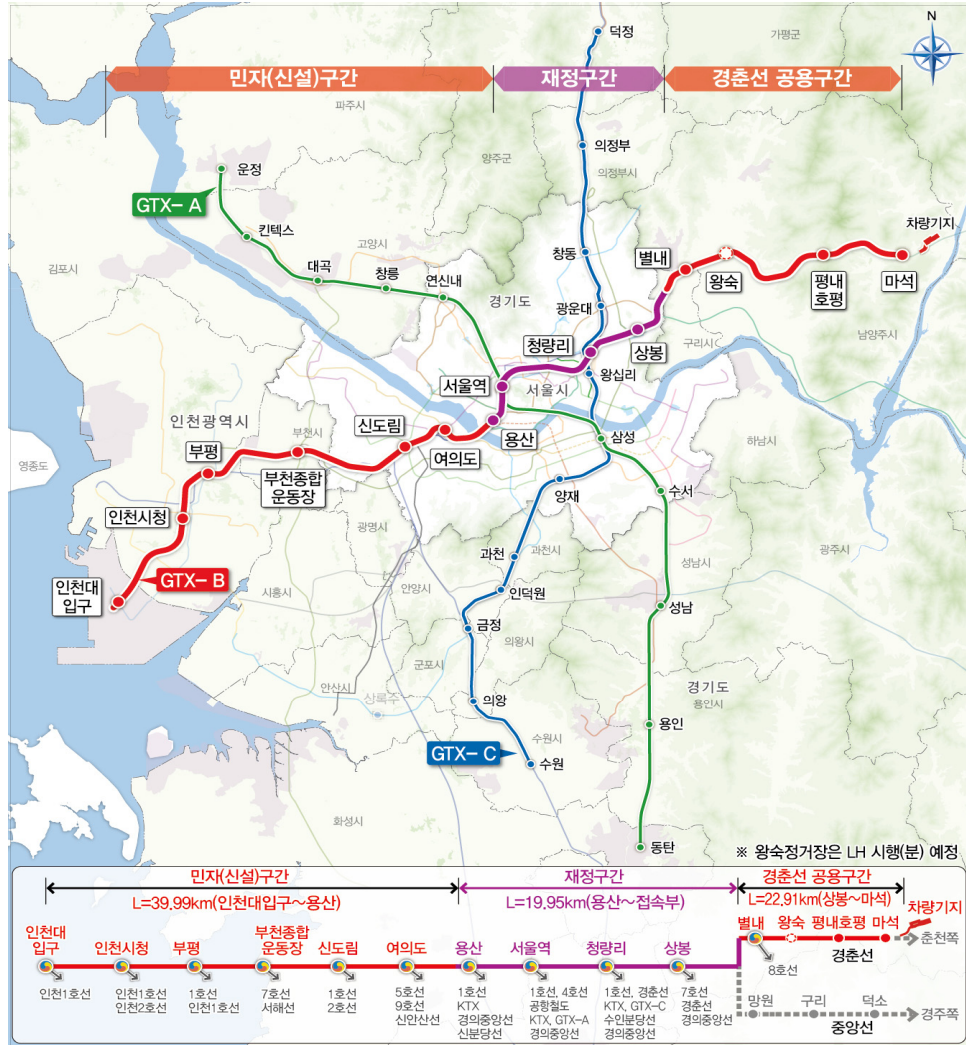 N
민자(신설)구간
재정구간
경춘선 공용구간
덕정
가평군
파주시
양주군
의정부
의정부시
운정
GTX- A
킨텍스
고양시
대곡
창릉
연신내
경기도
창동
광운대
별내
왕숙
평내
호평
마석
차량기지
남양주시
구리시
김포시
청량리
상봉
왕십리
서울역
서울시
인천광역시
부천시
신도림
여의도
용산
삼성
하남시
영종도
부평
부천종합
운동장
양재
수서
인천시청
광명시
과천
과천시
성남시
광주시
인천대
입구
GTX- B
시흥시
안양시
인덕원
성남
금정
의왕시
군포시
안산시
상록수
의왕
경기도
용인시
용인
GTX- C
수원시
수원
화성시
동탄
※ 왕숙정거장은 LH 시행(분) 예정
민자(신설)구간
재정구간
경춘선 공용구간
L=39.99km(인천대입구~용산)
L=19.95km(용산~접속부)
L=22.91km(상봉~마석)
차량기지
인천대
입구
인천시청
부평
부천종합
운동장
신도림
여의도
용산
서울역
청량리
상봉
별내
왕숙
평내호평
마석
춘천쪽
경춘선
8호선
인천1호선
인천1호선
인천2호선
1호선
인천1호선
7호선
서해선
1호선
2호선
5호선
9호선
신안산선
1호선
KTX
경의중앙선
신분당선
1호선, 4호선
공항철도
KTX, GTX-A
경의중앙선
1호선, 경춘선
KTX, GTX-C
수인분당선
경의중앙선
7호선
경춘선
경의중앙선
망원
구리
덕소
중앙선
경주쪽